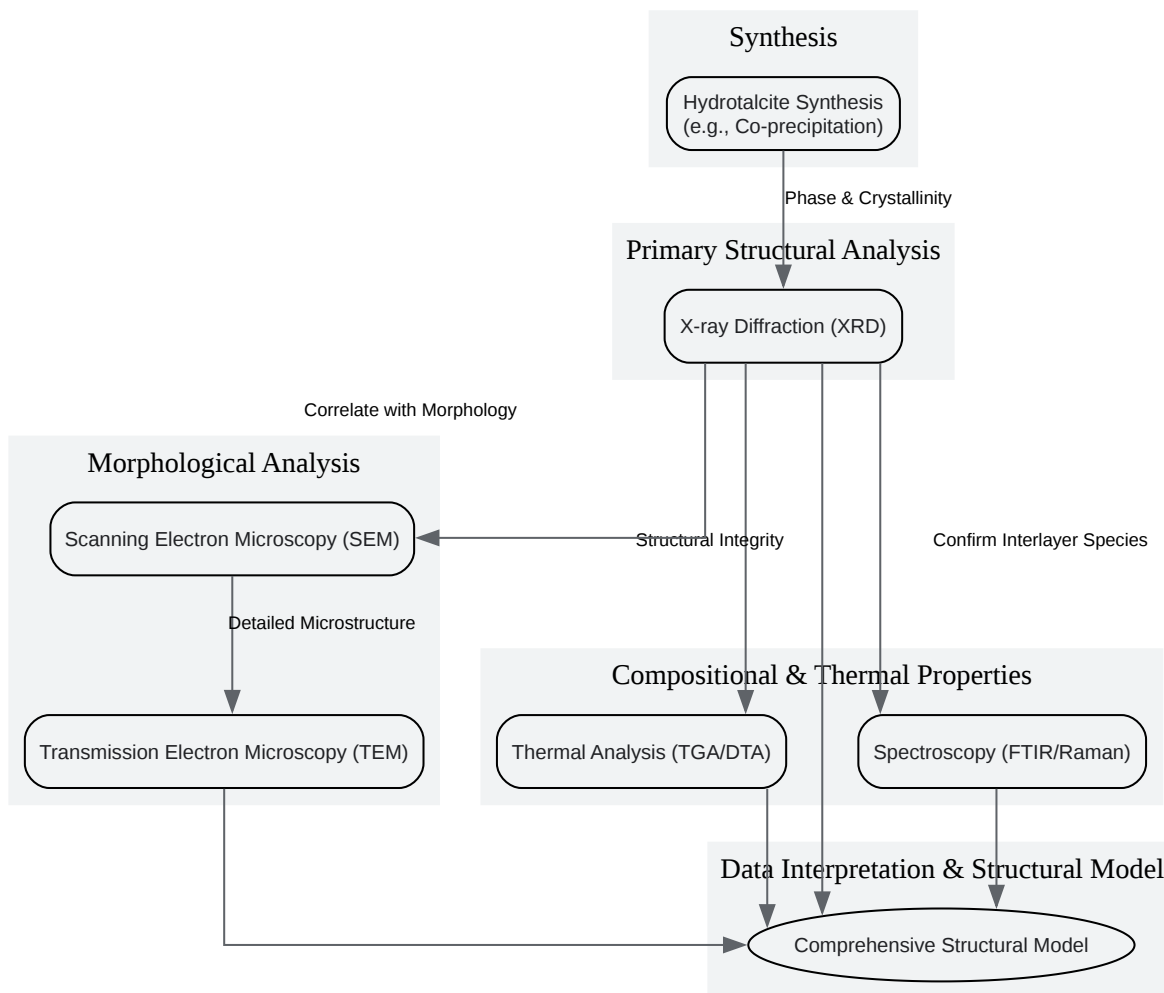 Synthesis
Hydrotalcite Synthesis
(e.g., Co-precipitation)
Phase & Crystallinity
Primary Structural Analysis
X-ray Diffraction (XRD)
Correlate with Morphology
Morphological Analysis
Scanning Electron Microscopy (SEM)
Structural Integrity
Confirm Interlayer Species
Detailed Microstructure
Compositional & Thermal Properties
Transmission Electron Microscopy (TEM)
Thermal Analysis (TGA/DTA)
Spectroscopy (FTIR/Raman)
Data Interpretation & Structural Model
Comprehensive Structural Model